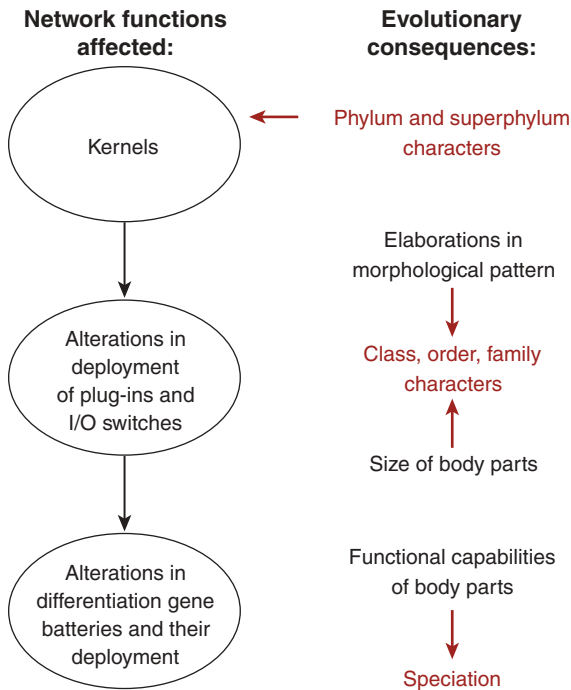 Network functions
affected:
Evolutionary
consequences:
Kernels
Phylum and superphylum
characters
Elaborations in
morphological pattern
Alterations in
deployment
of plug-ins and
I/O switches
Class, order, family
characters
Size of body parts
Alterations in
differentiation gene
batteries and their
deployment
Functional capabilities
of body parts
Speciation